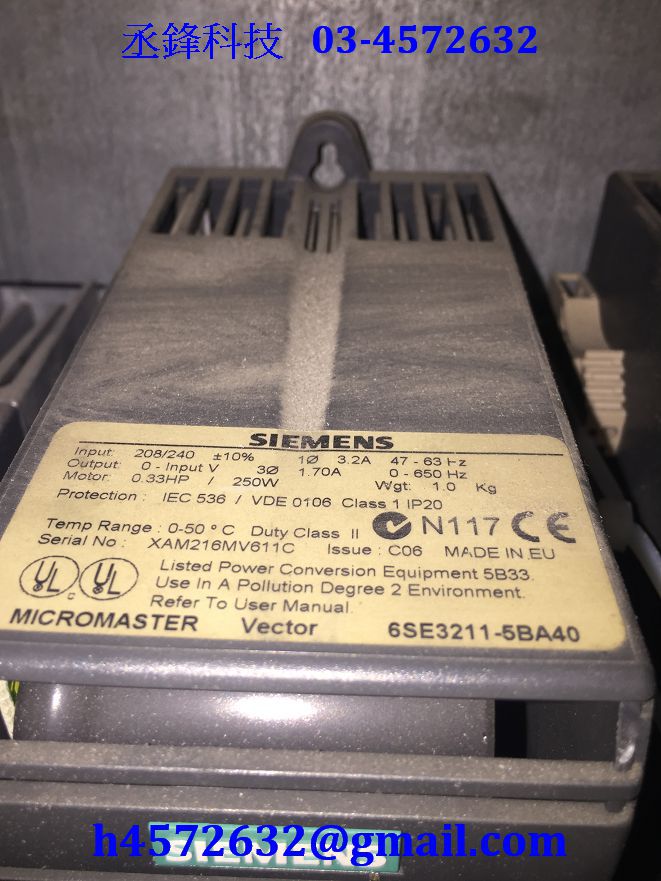 丞鋒科技 03-4572632
SIEMENS
Input: 208/240 ±10% 1Ø 3.2A 47 - 63 Hz
Output: 0 - Input V 3Ø 1.70A 0 - 650 Hz
Motor: 0.33HP / 250W Wgt: 1.0 Kg
Protection: IEC 536 / VDE 0106 Class 1 IP20
Temp Range : 0-50 °C Duty Class II N117 CE
Serial No : XAM216MV611C Issue : C06 MADE IN EU
UL C UL Listed Power Conversion Equipment 5B33.
Use In A Pollution Degree 2 Environment.
Refer To User Manual.
MICROMASTER Vector 6SE3211-5BA40
h4572632@gmail.com
SIEMENS